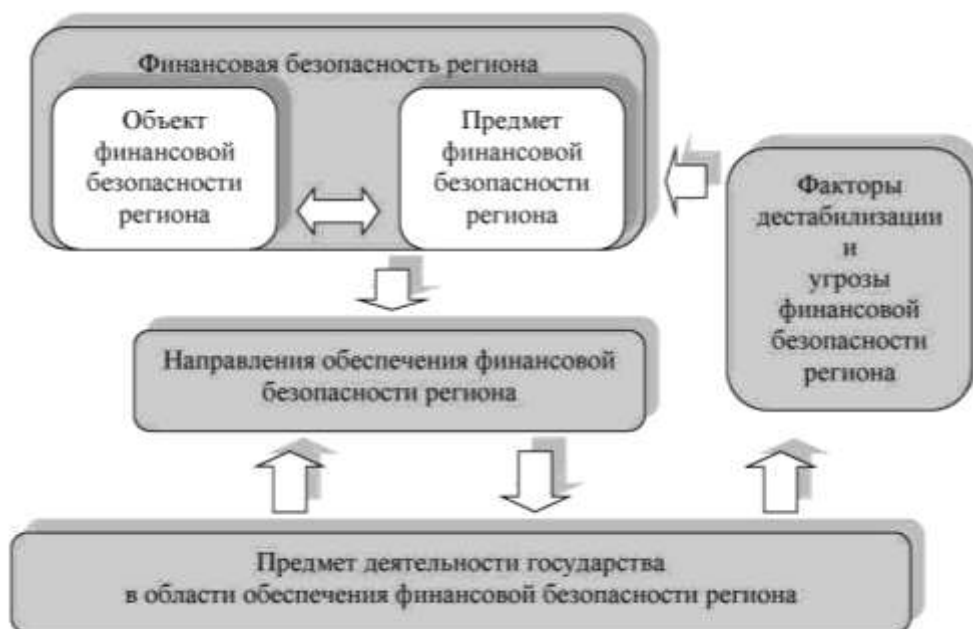 Финансовая безопасность региона
Объект
финансовой
безопасности
региона
Предмет
финансовой
безопасности
региона
Факторы
дестабилизации
и
угрозы
финансовой
безопасности
региона
Направления обеспечения финансовой
безопасности региона
Предмет деятельности государства
в области обеспечения финансовой безопасности региона